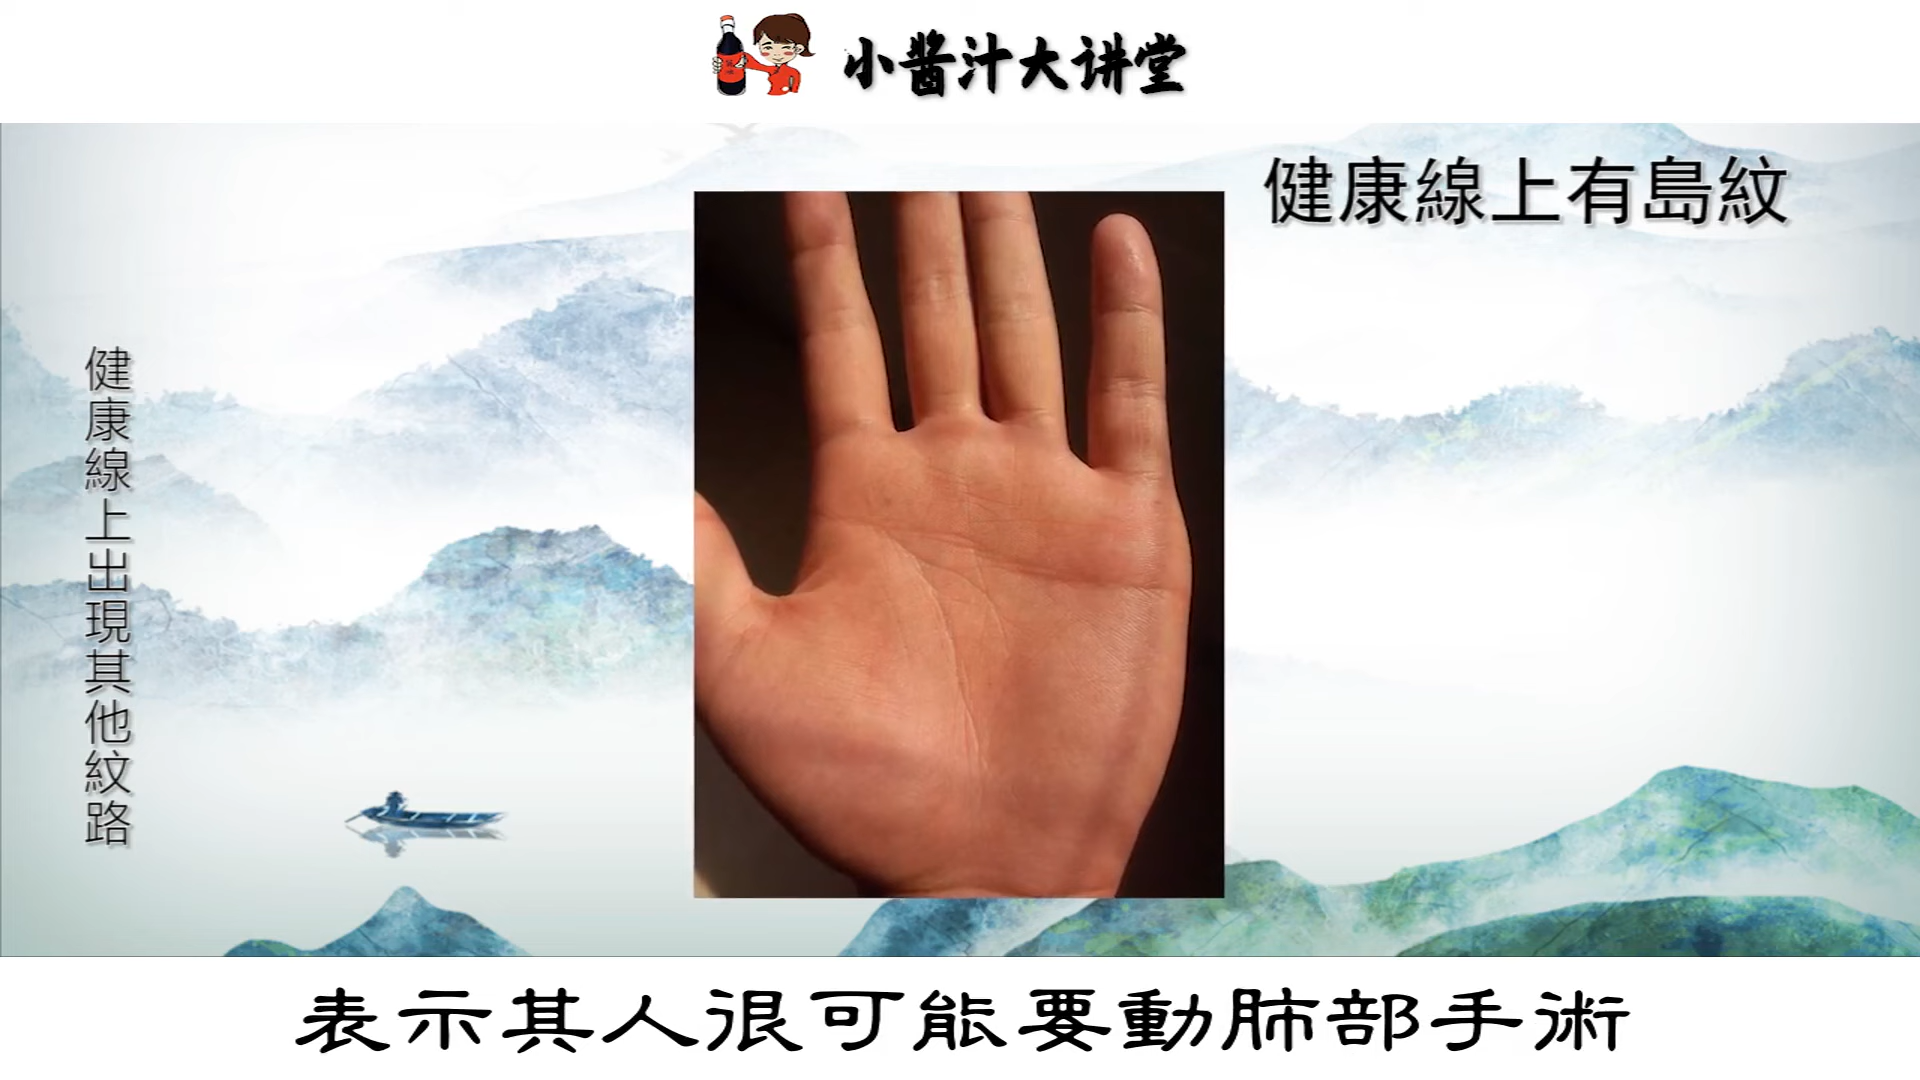 小酱汁大讲堂
健康線上有島紋
健康線上出現其他紋路
表示其人很可能要動肺部手術